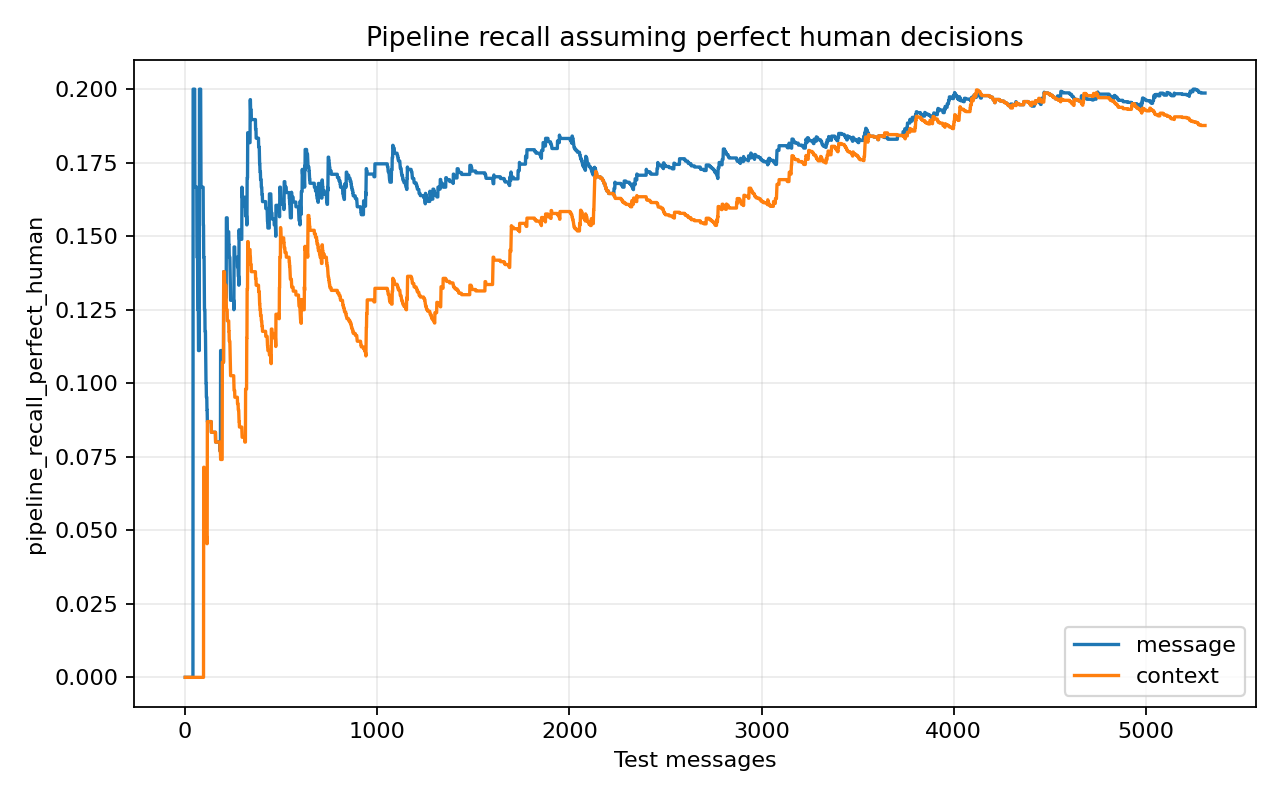 Pipeline recall assuming perfect human decisions
pipeline_recall_perfect_human
0.200
0.175
0.150
0.125
0.100
0.075
0.050
0.025
0.000
message
context
0 1000 2000 3000 4000 5000
Test messages